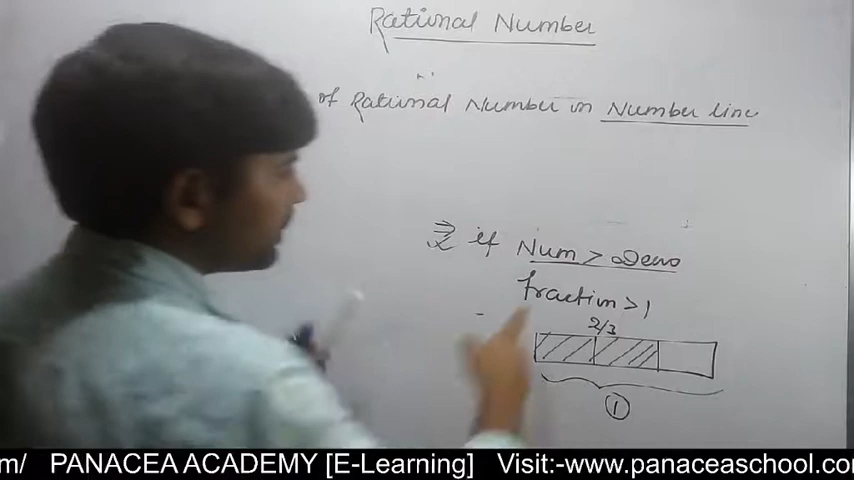 Rational Number
of Rational Number on Number line
if Num > Deno
fraction > 1
2/3
1
m/ PANACEA ACADEMY [E-Learning] Visit:-www.panaceaschool.co